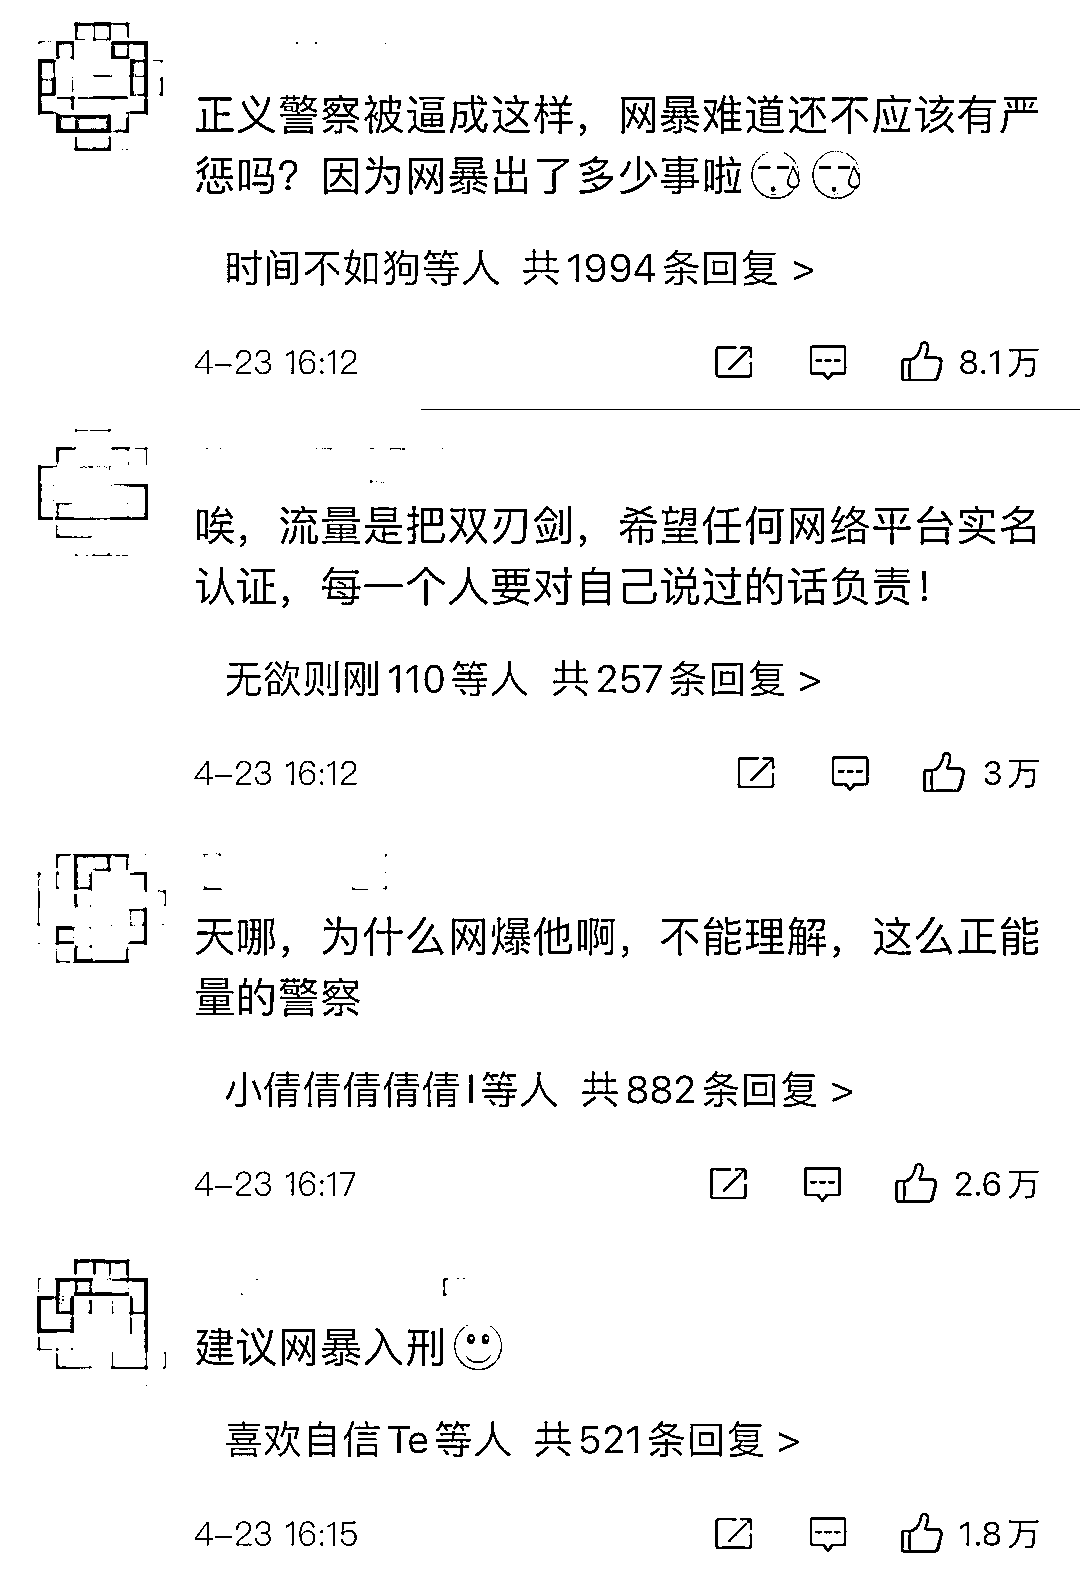 正义警察被逼成这样，网暴难道还不应该有严
惩吗？因为网暴出了多少事啦
时间不如狗等人 共1994条回复 >
4-23 16:12 8.1万
唉，流量是把双刃剑，希望任何网络平台实名
认证，每一个人要对自己说过的话负责！
无欲则刚110等人 共257条回复 >
4-23 16:12 3万
天哪，为什么网爆他啊，不能理解，这么正能
量的警察
小倩倩倩倩倩l等人 共882条回复 >
4-23 16:17 2.6万
建议网暴入刑
喜欢自信Te等人 共521条回复 >
4-23 16:15 1.8万